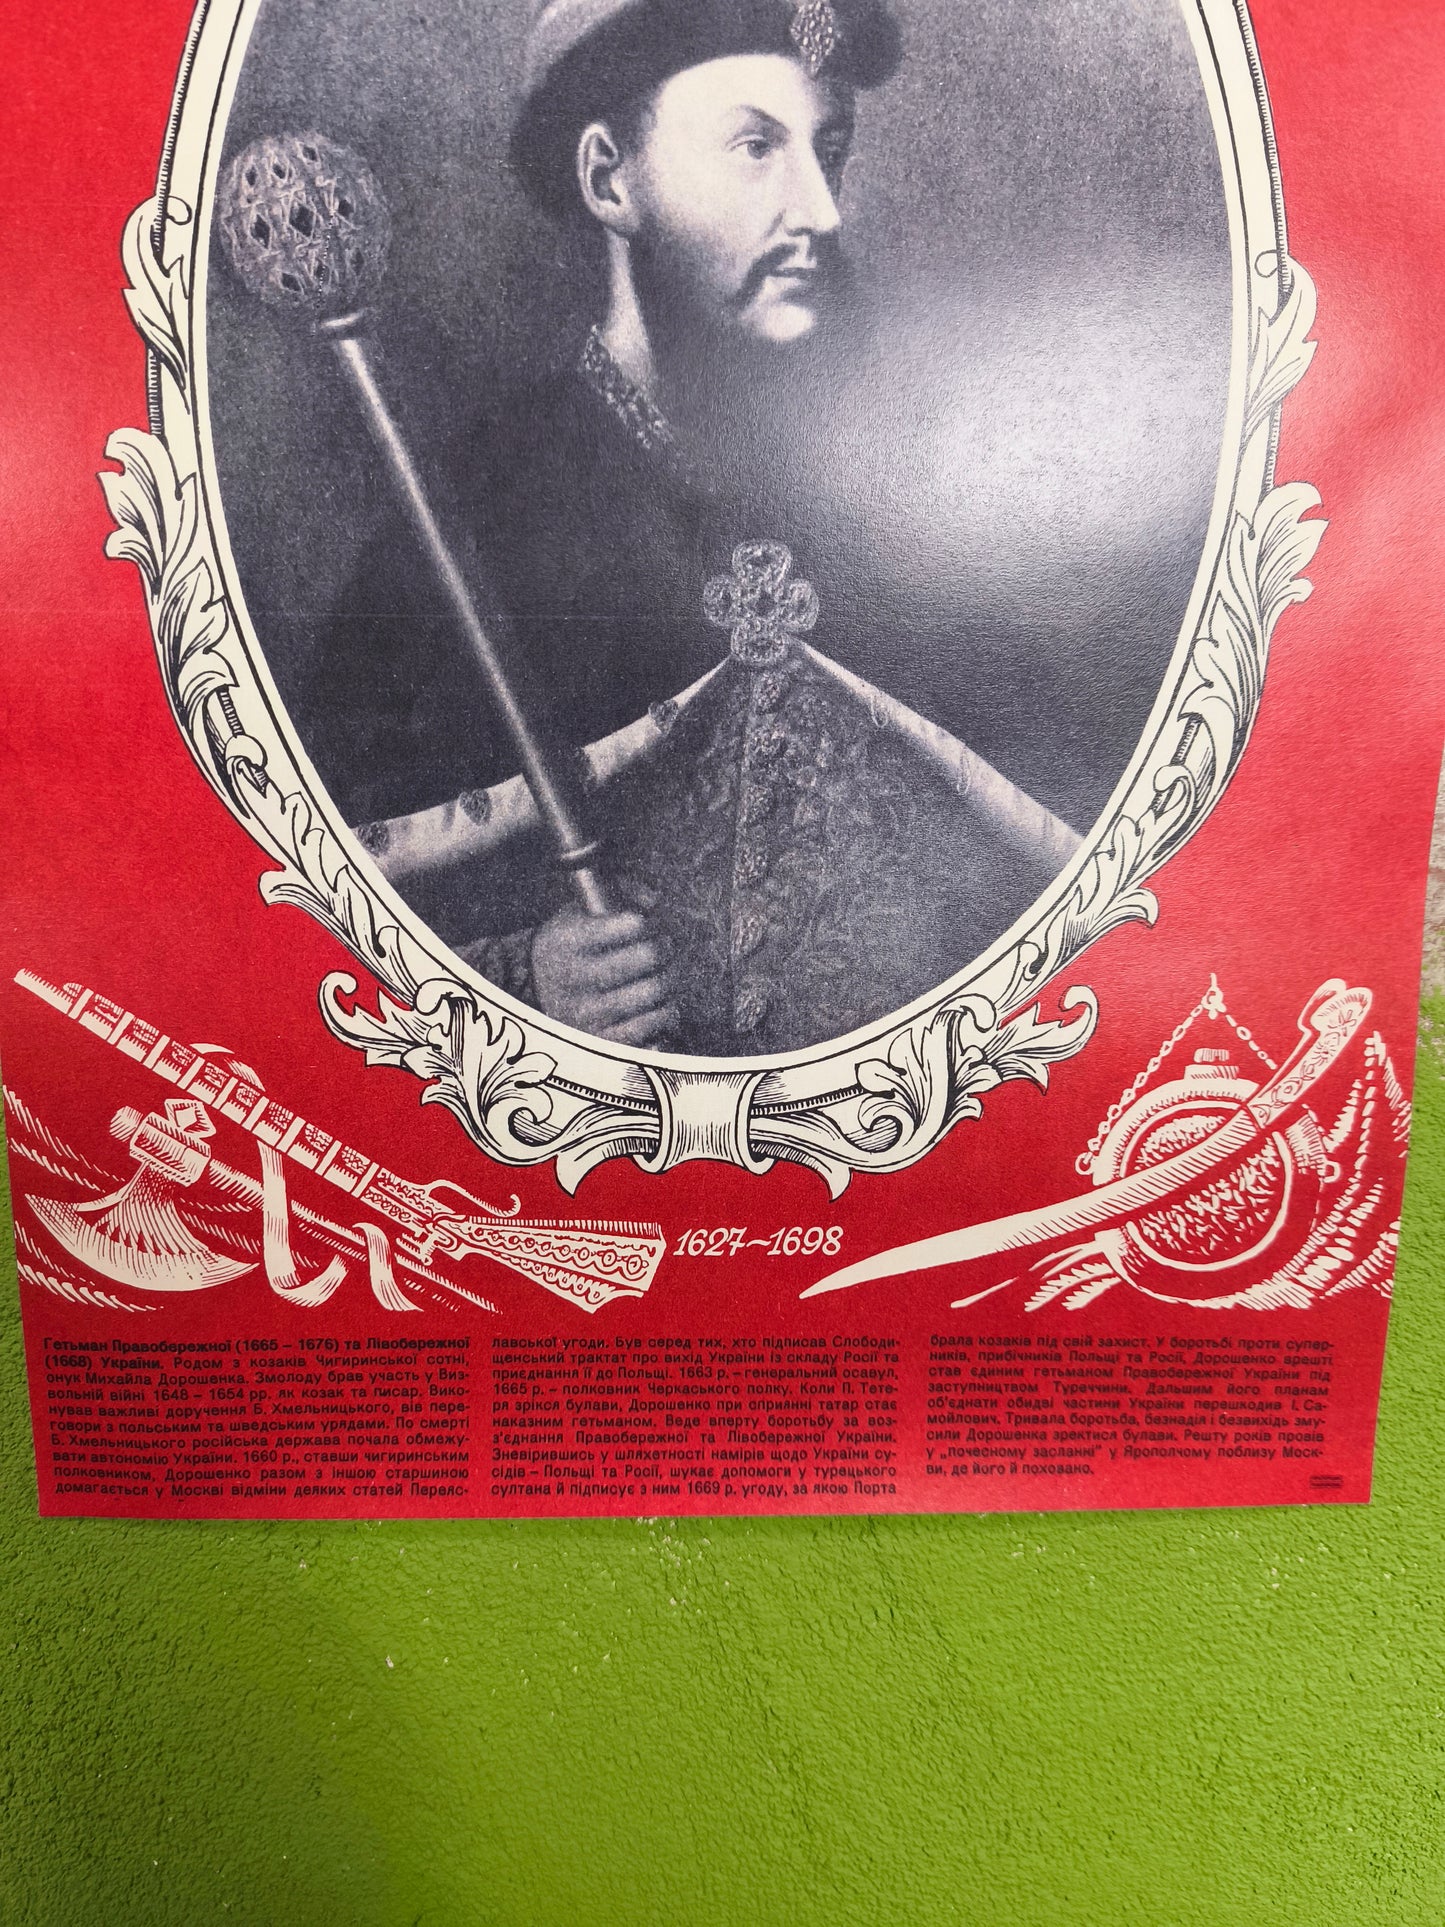 1627~1698
Гетьман Правобережної (1665 – 1676) та Лівобережної
(1668) України. Родом з козаків Чигиринської сотні,
онук Михайла Дорошенка. Змолоду брав участь у Виз-
вольній війні 1648 – 1654 рр. як козак та писар. Вико-
нував важливі доручення Б. Хмельницького, вів пере-
говори з польським та шведським урядами. По смерті
Б. Хмельницького російська держава почала обмежу-
вати автономію України. 1660 р., ставши чигиринським
полковником, Дорошенко разом з іншою старшиною
домагається у Москві відміни деяких статей Переяс-
лавської угоди. Був серед тих, хто підписав Слободи-
щенський трактат про вихід України із складу Росії та
приєднання її до Польщі. 1663 р. – генеральний осавул,
1665 р. – полковник Черкаського полку. Коли П. Тете-
ря зрікся булави, Дорошенко при сприянні татар стає
наказним гетьманом. Веде вперту боротьбу за воз-
з'єднання Правобережної та Лівобережної України.
Зневірившись у шляхетності намірів щодо України су-
сідів – Польщі та Росії, шукає допомоги у турецького
султана й підписує з ним 1669 р. угоду, за якою Порта
брала козаків під свій захист. У боротьбі проти супер-
ників, прибічників Польщі та Росії, Дорошенко врешті
став єдиним гетьманом Правобережної України під
заступництвом Туреччини. Дальшим його планам
об'єднати обидві частини України перешкодив І. Са-
мойлович. Тривала боротьба, безнадія і безвихідь зму-
сили Дорошенка зректися булави. Решту років провів
у „почесному засланні" у Ярополчому поблизу Моск-
ви, де його й поховано.